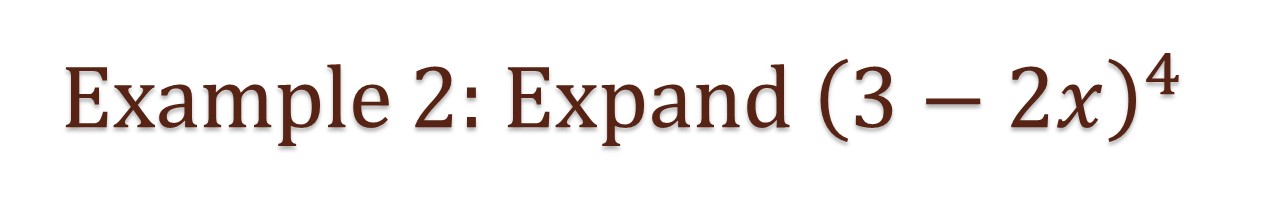 Example 2: Expand (3 − 2x)⁴